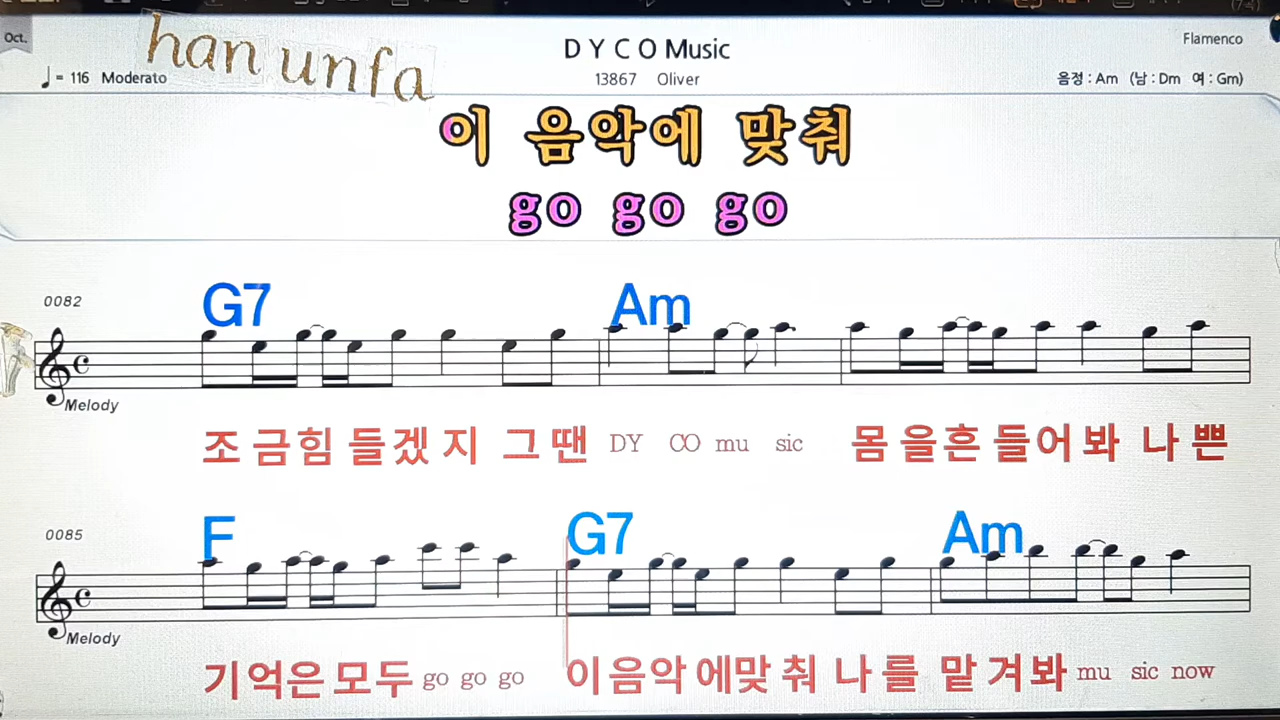 Oct.
han unfa
D Y C O Music
Flamenco
♩= 116 Moderato
13867 Oliver
음정 : Am (남 : Dm 여 : Gm)
이 음악에 맞춰
go go go
0082
G7 Am
Melody
조 금힘 들겠 지 그 땐 DY CO mu sic 몸 을흔 들어 봐 나 쁜
0085
F G7 Am
Melody
기 억은 모두 go go go 이음악 에맞 춰 나 를 맡 겨봐 mu sic now